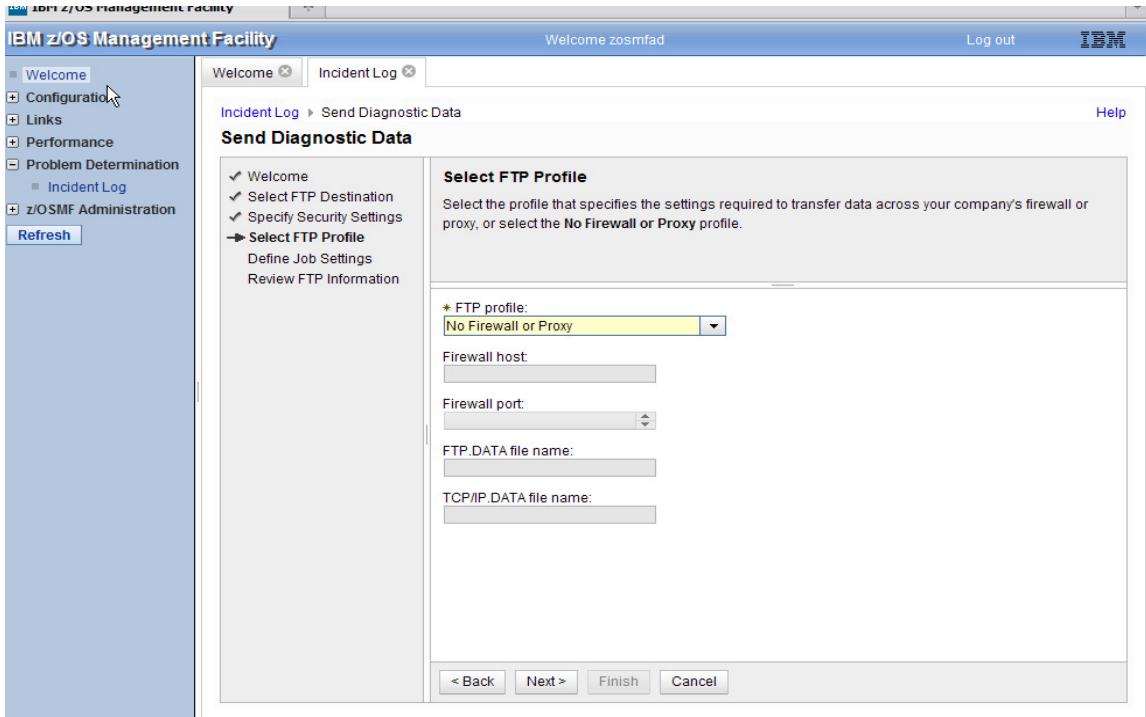 IBM z/OS Management Facility
IBM z/OS Management Facility
Welcome zosmfad
Log out
IBM
Welcome
Configuration
Links
Performance
Problem Determination
Incident Log
z/OSMF Administration
Refresh
Welcome
Incident Log
Incident Log
Send Diagnostic Data
Help
Send Diagnostic Data
Welcome
Select FTP Destination
Specify Security Settings
Select FTP Profile
Define Job Settings
Review FTP Information
Select FTP Profile
Select the profile that specifies the settings required to transfer data across your company's firewall or
proxy, or select the No Firewall or Proxy profile.
* FTP profile:
No Firewall or Proxy
Firewall host:
Firewall port:
FTP.DATA file name:
TCP/IP.DATA file name:
< Back
Next >
Finish
Cancel